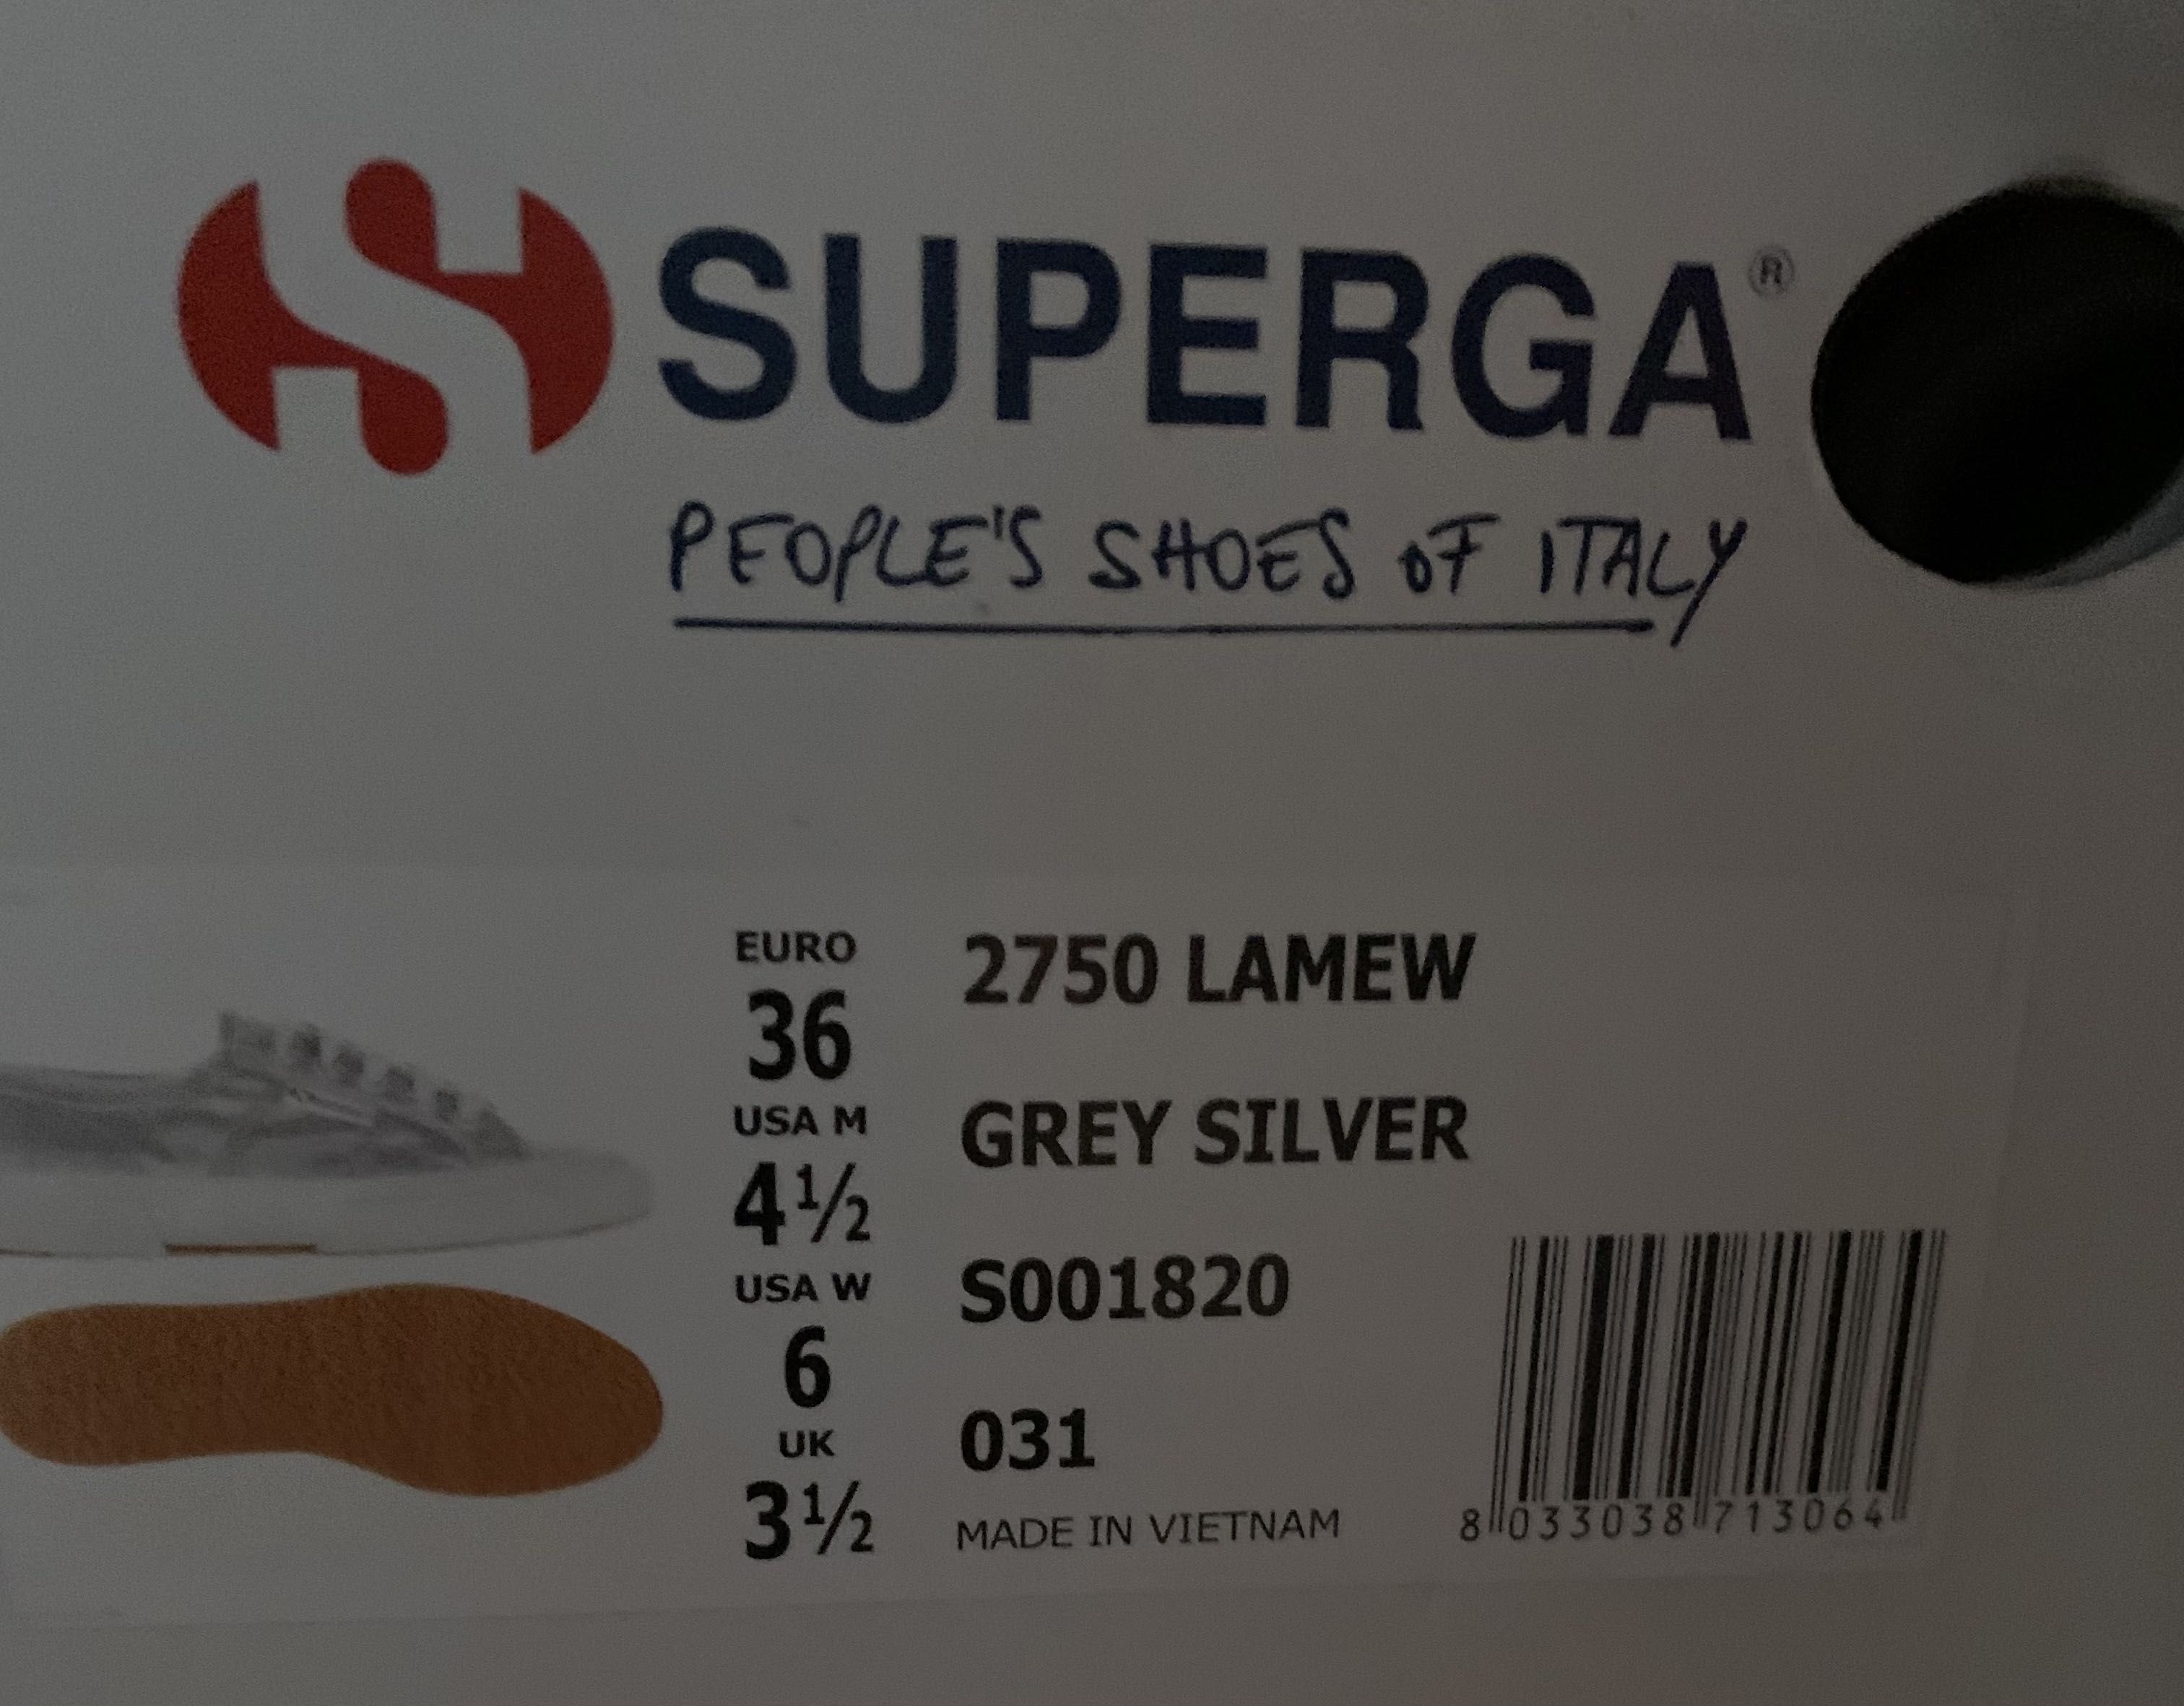 SUPERGA®
PEOPLE'S SHOES OF ITALY
EURO
36
USA M
4½
USA W
6
UK
3½
2750 LAMEW
GREY SILVER
S001820
031
MADE IN VIETNAM
8 033038 713064